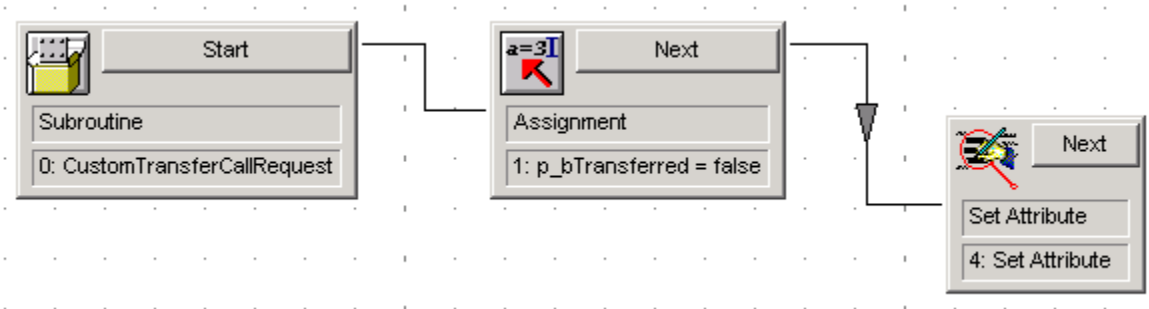 Start
Subroutine
0: CustomTransferCallRequest
a=3
Next
Assignment
1: p_bTransferred = false
Next
Set Attribute
4: Set Attribute